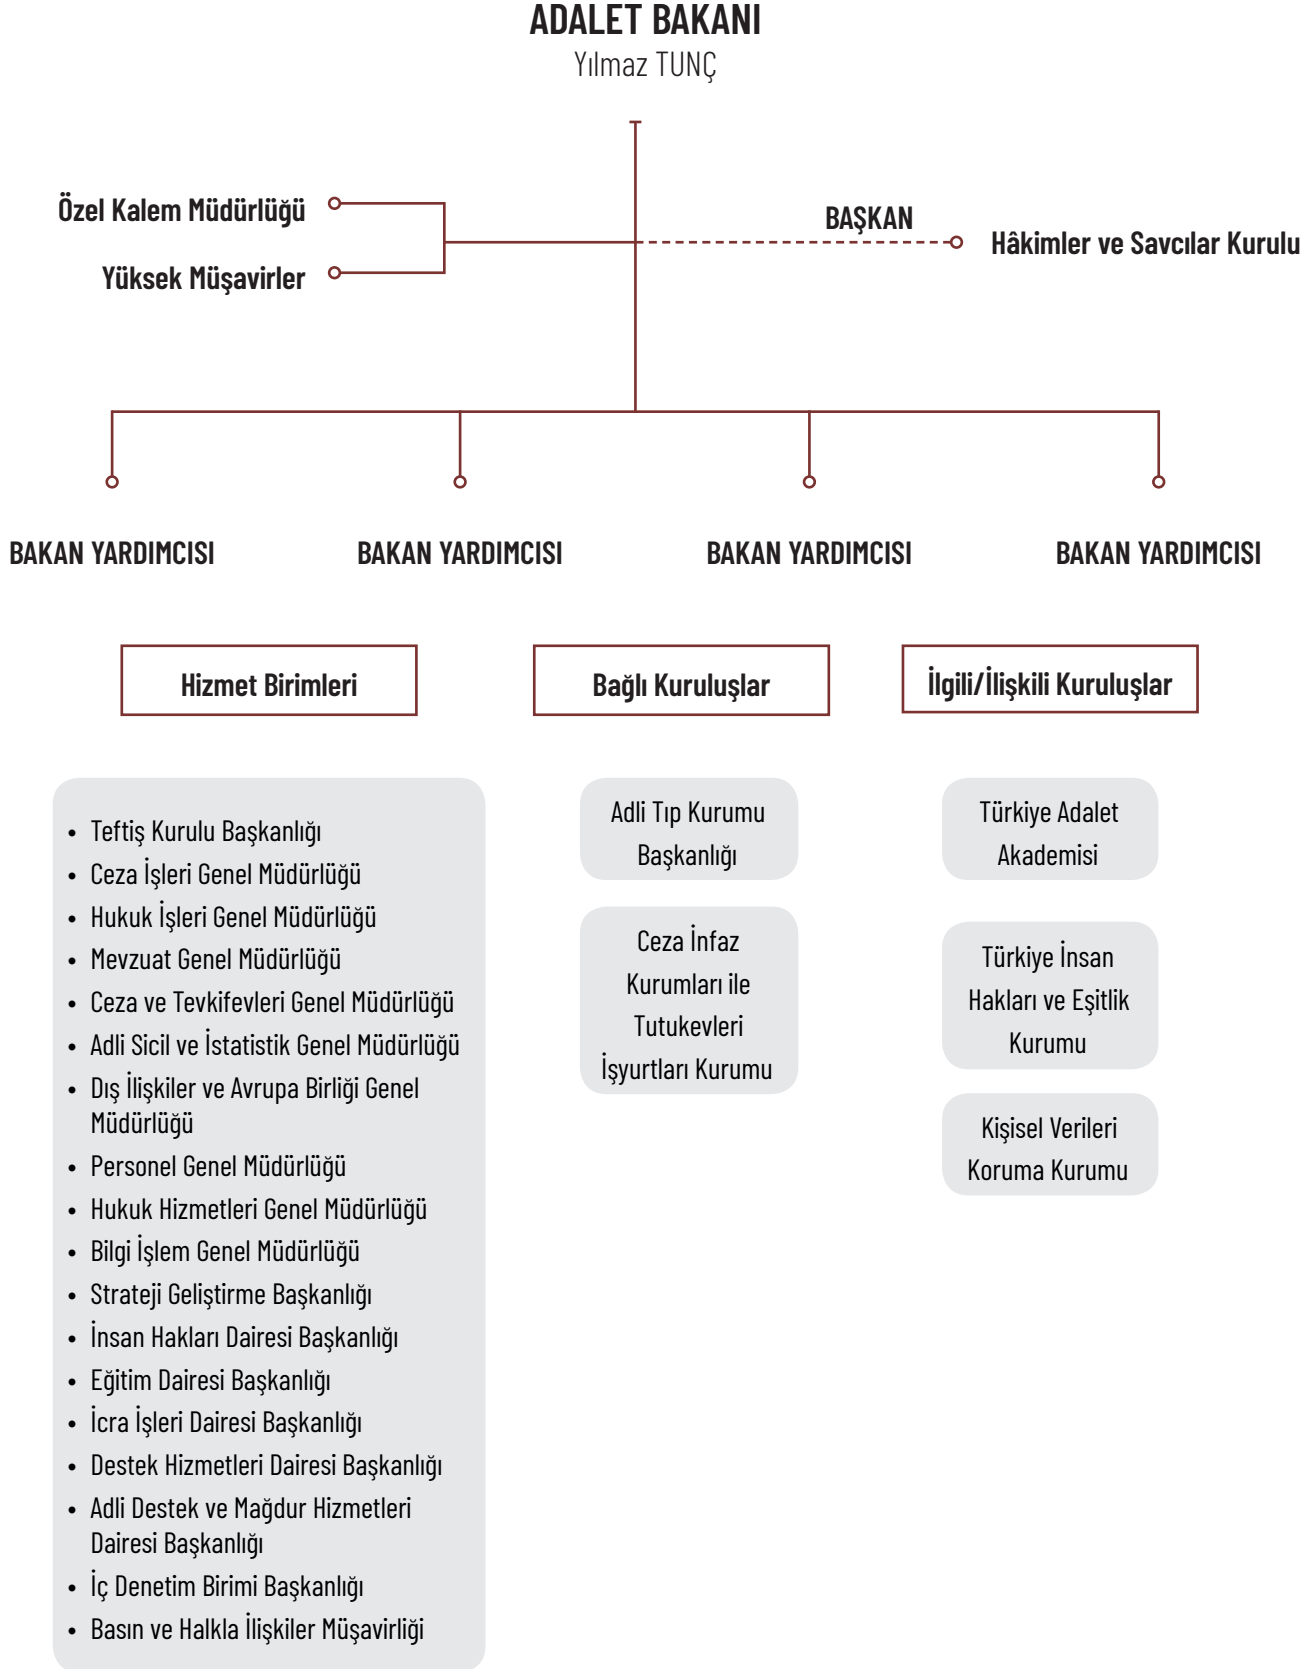 ADALET BAKANI
Yılmaz TUNÇ
Özel Kalem Müdürlüğü
Yüksek Müşavirler
BAŞKAN
Hâkimler ve Savcılar Kurulu
BAKAN YARDIMCISI
BAKAN YARDIMCISI
BAKAN YARDIMCISI
BAKAN YARDIMCISI
Hizmet Birimleri
• Teftiş Kurulu Başkanlığı
• Ceza İşleri Genel Müdürlüğü
• Hukuk İşleri Genel Müdürlüğü
• Mevzuat Genel Müdürlüğü
• Ceza ve Tevkifevleri Genel Müdürlüğü
• Adli Sicil ve İstatistik Genel Müdürlüğü
• Dış İlişkiler ve Avrupa Birliği Genel
Müdürlüğü
• Personel Genel Müdürlüğü
• Hukuk Hizmetleri Genel Müdürlüğü
• Bilgi İşlem Genel Müdürlüğü
• Strateji Geliştirme Başkanlığı
• İnsan Hakları Dairesi Başkanlığı
• Eğitim Dairesi Başkanlığı
• İcra İşleri Dairesi Başkanlığı
• Destek Hizmetleri Dairesi Başkanlığı
• Adli Destek ve Mağdur Hizmetleri
Dairesi Başkanlığı
• İç Denetim Birimi Başkanlığı
• Basın ve Halkla İlişkiler Müşavirliği
Bağlı Kuruluşlar
Adli Tıp Kurumu
Başkanlığı
Ceza İnfaz
Kurumları ile
Tutukevleri
İşyurtları Kurumu
İlgili/İlişkili Kuruluşlar
Türkiye Adalet
Akademisi
Türkiye İnsan
Hakları ve Eşitlik
Kurumu
Kişisel Verileri
Koruma Kurumu